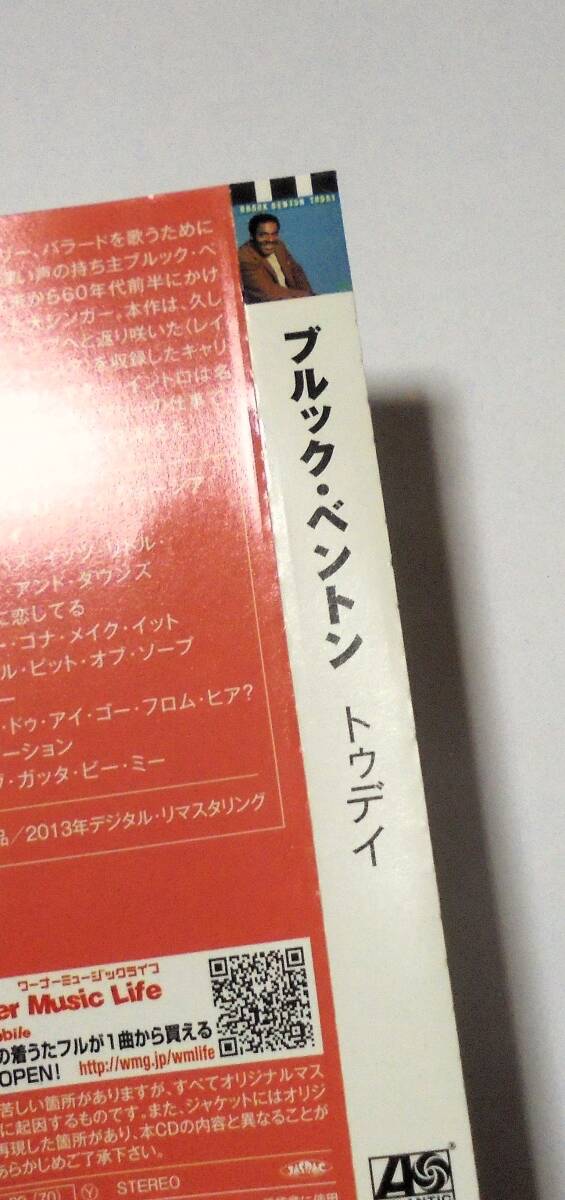 BROOK BENTON TODAY
ブルック・ベントン トゥデイ
バラードを歌うために
声の持ち主ブルック・ベ
から60年代前半にかけ
シンガー。本作は、久し
へと返り咲いた〈レイ
を収録したキャリ
イントロは名
の仕事で
アンド・ダウンズ
に恋してる
ー・ゴナ・メイク・イット
ル・ビット・オブ・ソープ
ー
・ドゥ・アイ・ゴー・フロム・ヒア?
ーション
ヴ・ガッタ・ビー・ミー
品/2013年デジタル・リマスタリング
ワーナーミュージックライフ
er Music Life
obile
の着うたフルが1曲から買える
OPEN! http://wmg.jp/wmlife
苦しい箇所がありますが、すべてオリジナルマス
に起因するものです。また、ジャケットにはオリジ
再現した箇所があり、本CDの内容と異なることが
あらかじめご了承下さい。
(70) Y STEREO
JASRAC